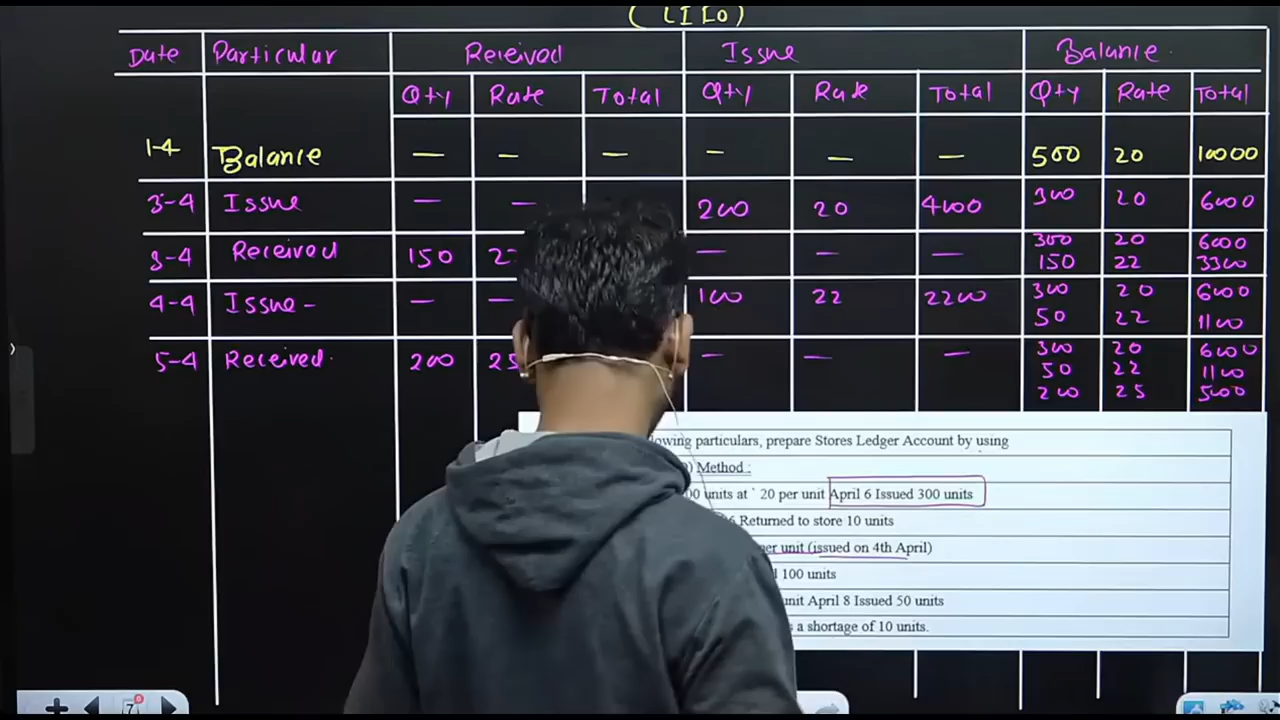 (LIFO)
Date Particular Received Issue Balance
Qty Rate Total Qty Rate Total Qty Rate Total
1-4 Balance — — — — — — 500 20 10000
3-4 Issue — — 200 20 4000 300 20 6000
3-4 Received 150 — — — 300 20 6000
150 22 3300
4-4 Issue - — — 100 22 2200 300 20 6000
50 22 1100
5-4 Received 200 25 — — — 300 20 6000
50 22 1100
200 25 5000
particulars, prepare Stores Ledger Account by using
Method :
units at ` 20 per unit April 6 Issued 300 units
Returned to store 10 units
per unit (issued on 4th April)
100 units
April 8 Issued 50 units
a shortage of 10 units.
7